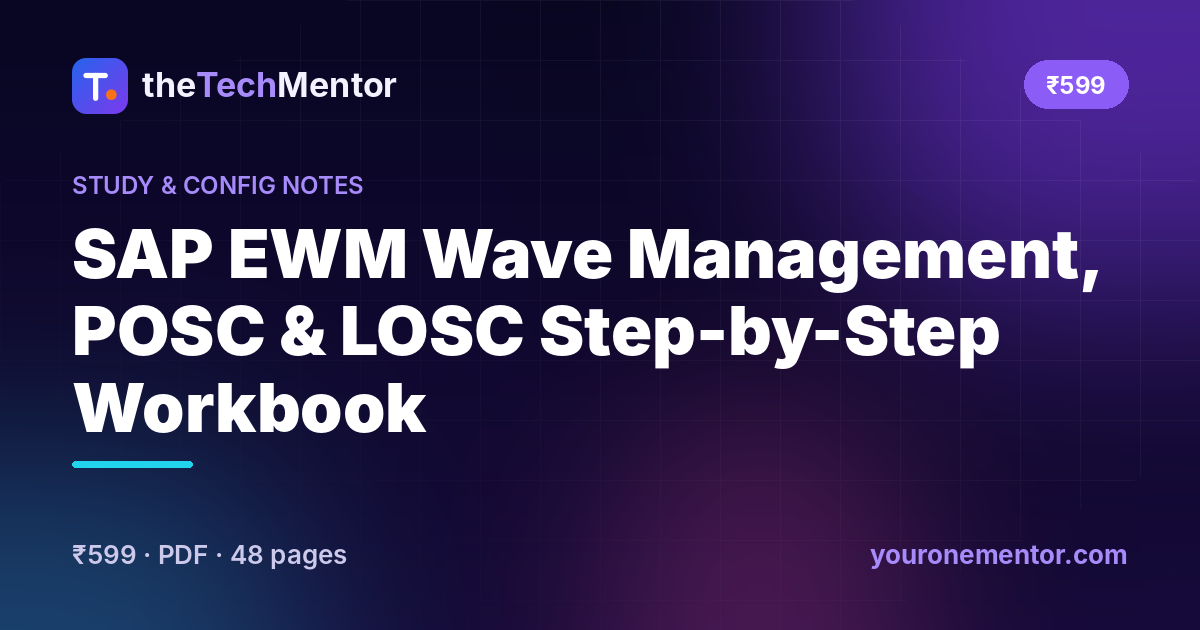 T.
theTechMentor
₹599
STUDY & CONFIG NOTES
SAP EWM Wave Management,
POSC & LOSC Step-by-Step
Workbook
₹599 · PDF · 48 pages
youronementor.com